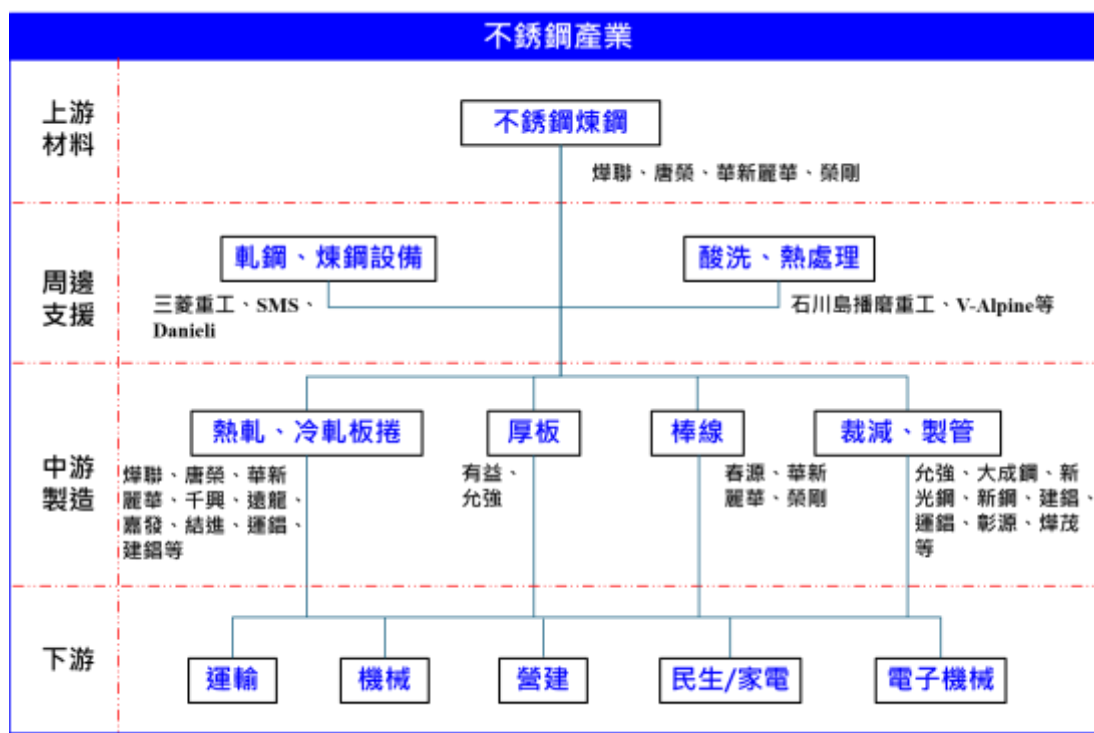 不銹鋼產業
上游
材料
不銹鋼煉鋼
燁聯、唐榮、華新麗華、榮剛
周邊
支援
軋鋼、煉鋼設備
三菱重工、SMS、
Danieli
酸洗、熱處理
石川島播磨重工、V-Alpine等
中游
製造
熱軋、冷軋板捲
燁聯、唐榮、華新
麗華、千興、遠龍、
嘉發、結進、運錩、
建錩等
厚板
有益、
允強
棒線
春源、華新
麗華、榮剛
裁減、製管
允強、大成鋼、新
光鋼、新鋼、建錩、
運錩、彰源、燁茂
等
下游
運輸
機械
營建
民生/家電
電子機械